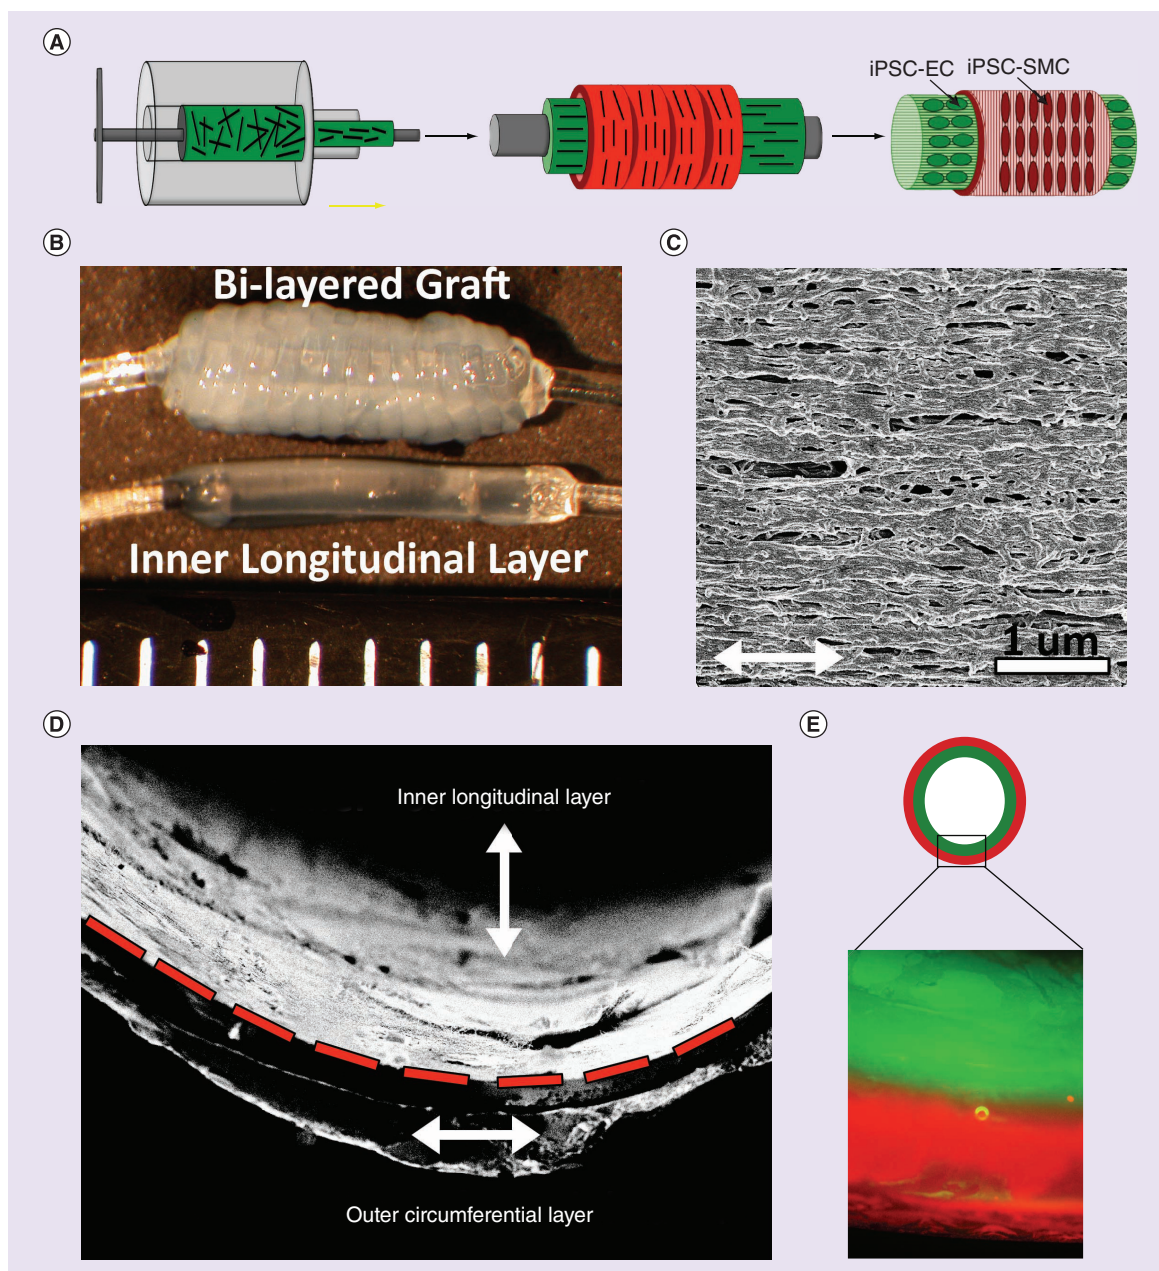 A
iPSC-EC
iPSC-SMC
B
Bi-layered Graft
Inner Longitudinal Layer
C
1 um
D
Inner longitudinal layer
Outer circumferential layer
E